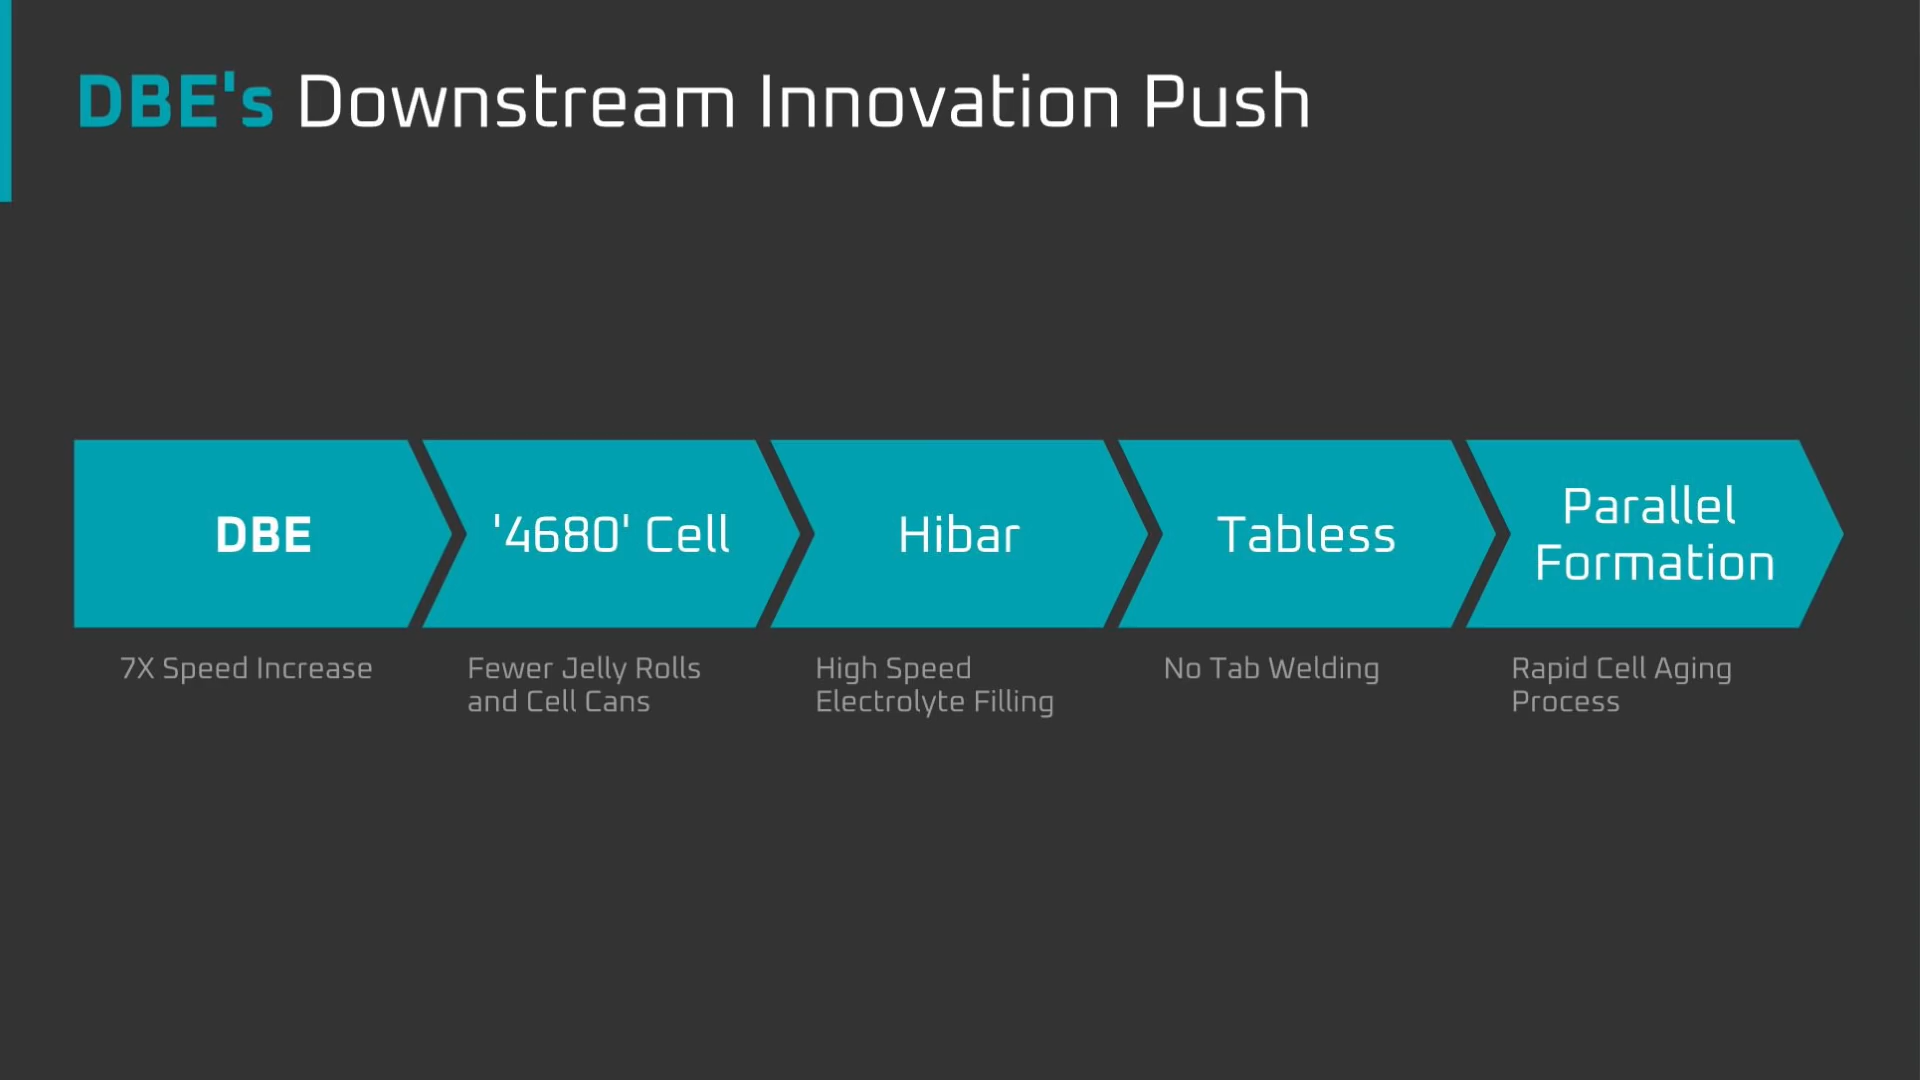 DBE's Downstream Innovation Push
DBE
'4680' Cell
Hibar
Tabless
Parallel
Formation
7X Speed Increase
Fewer Jelly Rolls
and Cell Cans
High Speed
Electrolyte Filling
No Tab Welding
Rapid Cell Aging
Process